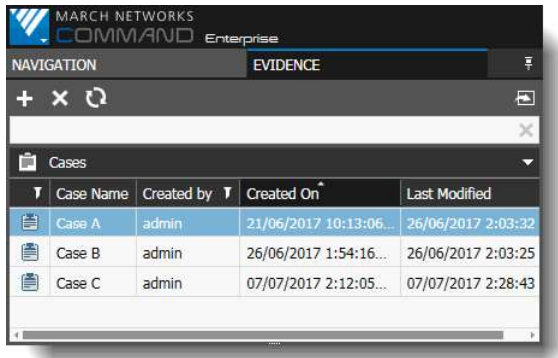 MARCH NETWORKS
COMMAND Enterprise
NAVIGATION EVIDENCE
Cases
Case Name Created by Created On Last Modified
Case A admin 21/06/2017 10:13:06... 26/06/2017 2:03:32
Case B admin 26/06/2017 1:54:16... 26/06/2017 2:03:25
Case C admin 07/07/2017 2:12:05... 07/07/2017 2:28:43